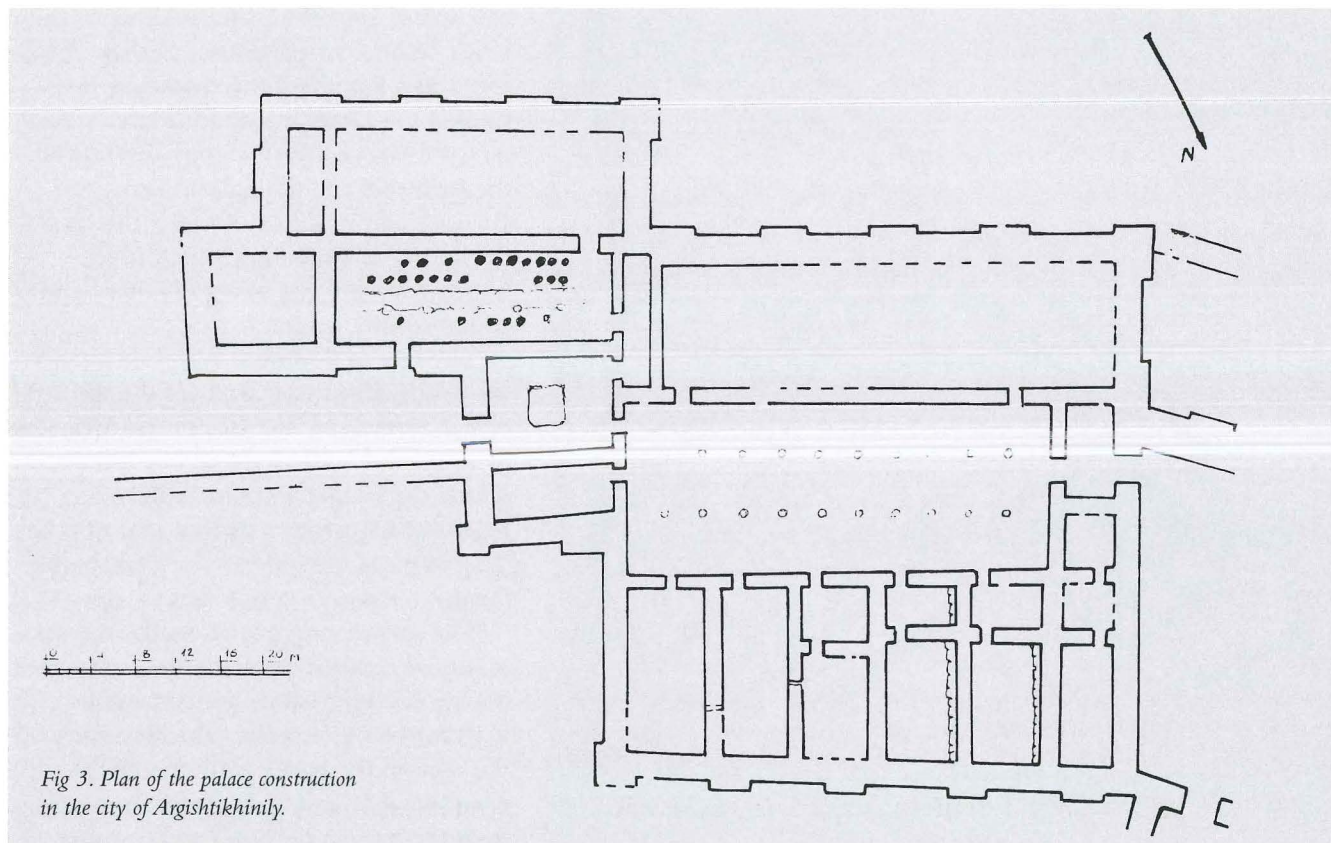 N
0 4 8 12 16 20 M
Fig 3. Plan of the palace construction
in the city of Argishtikhinily.